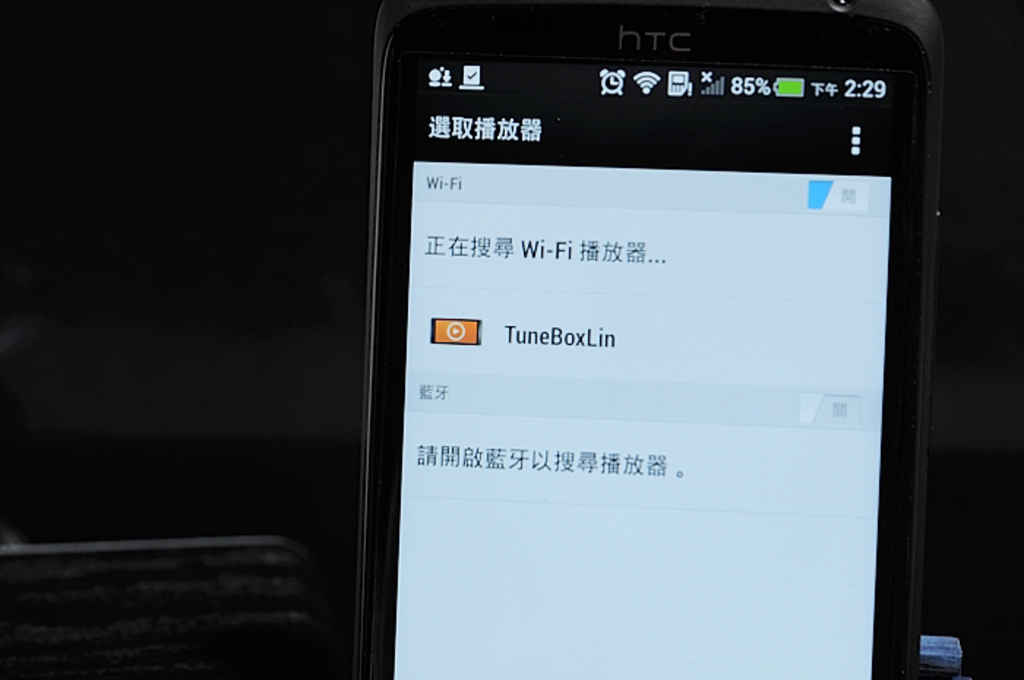 hTC
85% 下午 2:29
選取播放器
Wi-Fi 開
正在搜尋 Wi-Fi 播放器...
TuneBoxLin
藍牙 關
請開啟藍牙以搜尋播放器。